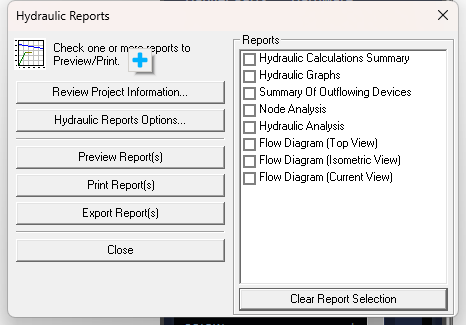 Hydraulic Reports
Check one or more reports to
Preview/Print.
Review Project Information...
Hydraulic Reports Options...
Preview Report(s)
Print Report(s)
Export Report(s)
Close
Reports
Hydraulic Calculations Summary
Hydraulic Graphs
Summary Of Outflowing Devices
Node Analysis
Hydraulic Analysis
Flow Diagram (Top View)
Flow Diagram (Isometric View)
Flow Diagram (Current View)
Clear Report Selection